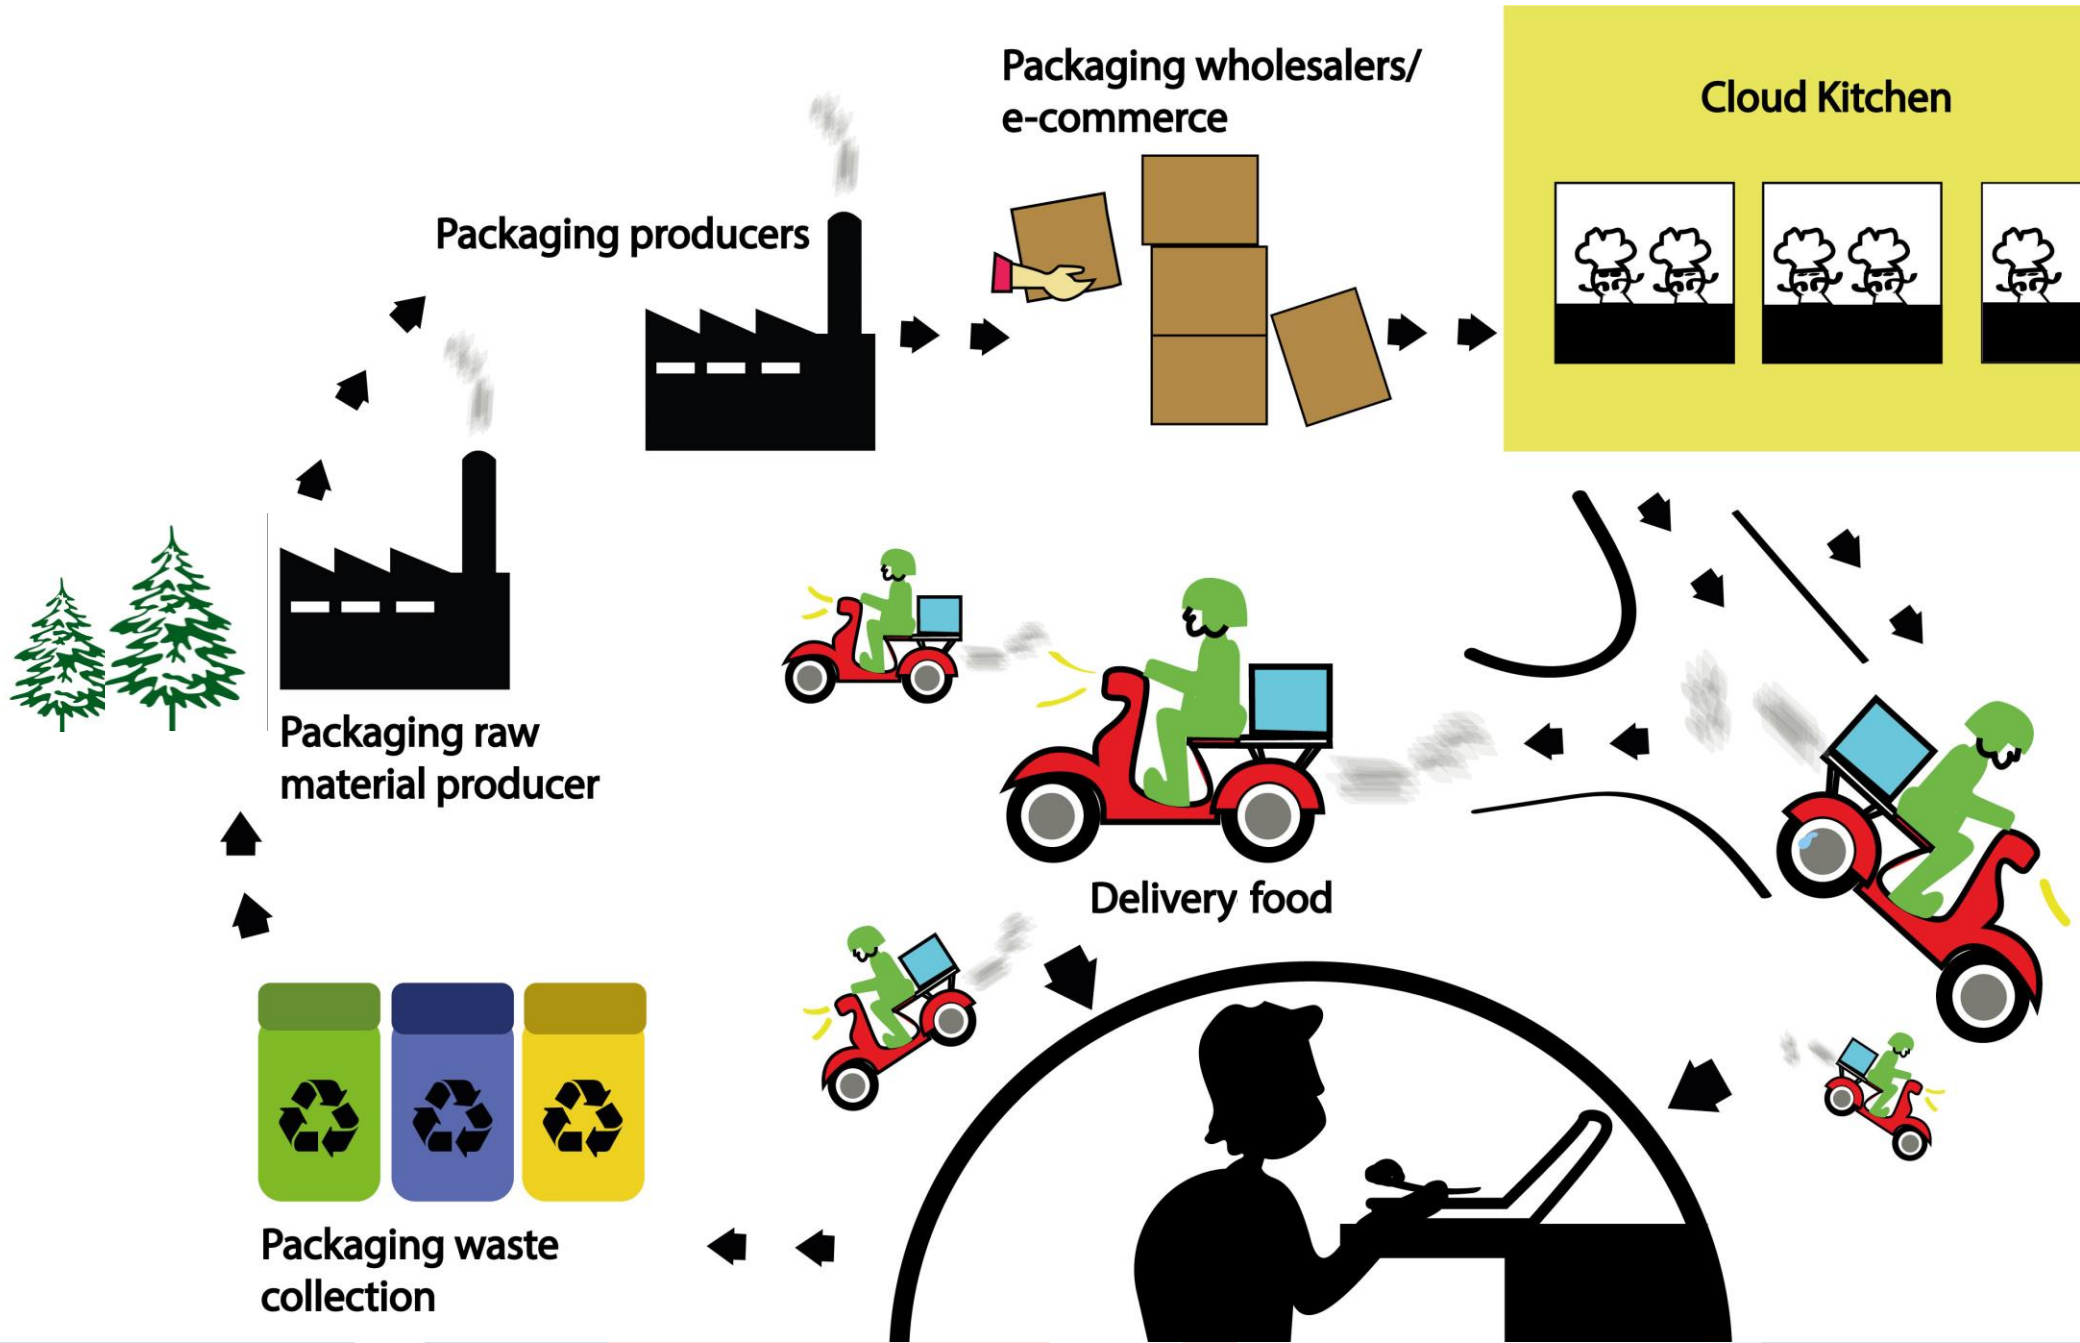 Packaging wholesalers/
e-commerce
Cloud Kitchen
Packaging producers
Packaging raw
material producer
Delivery food
Packaging waste
collection